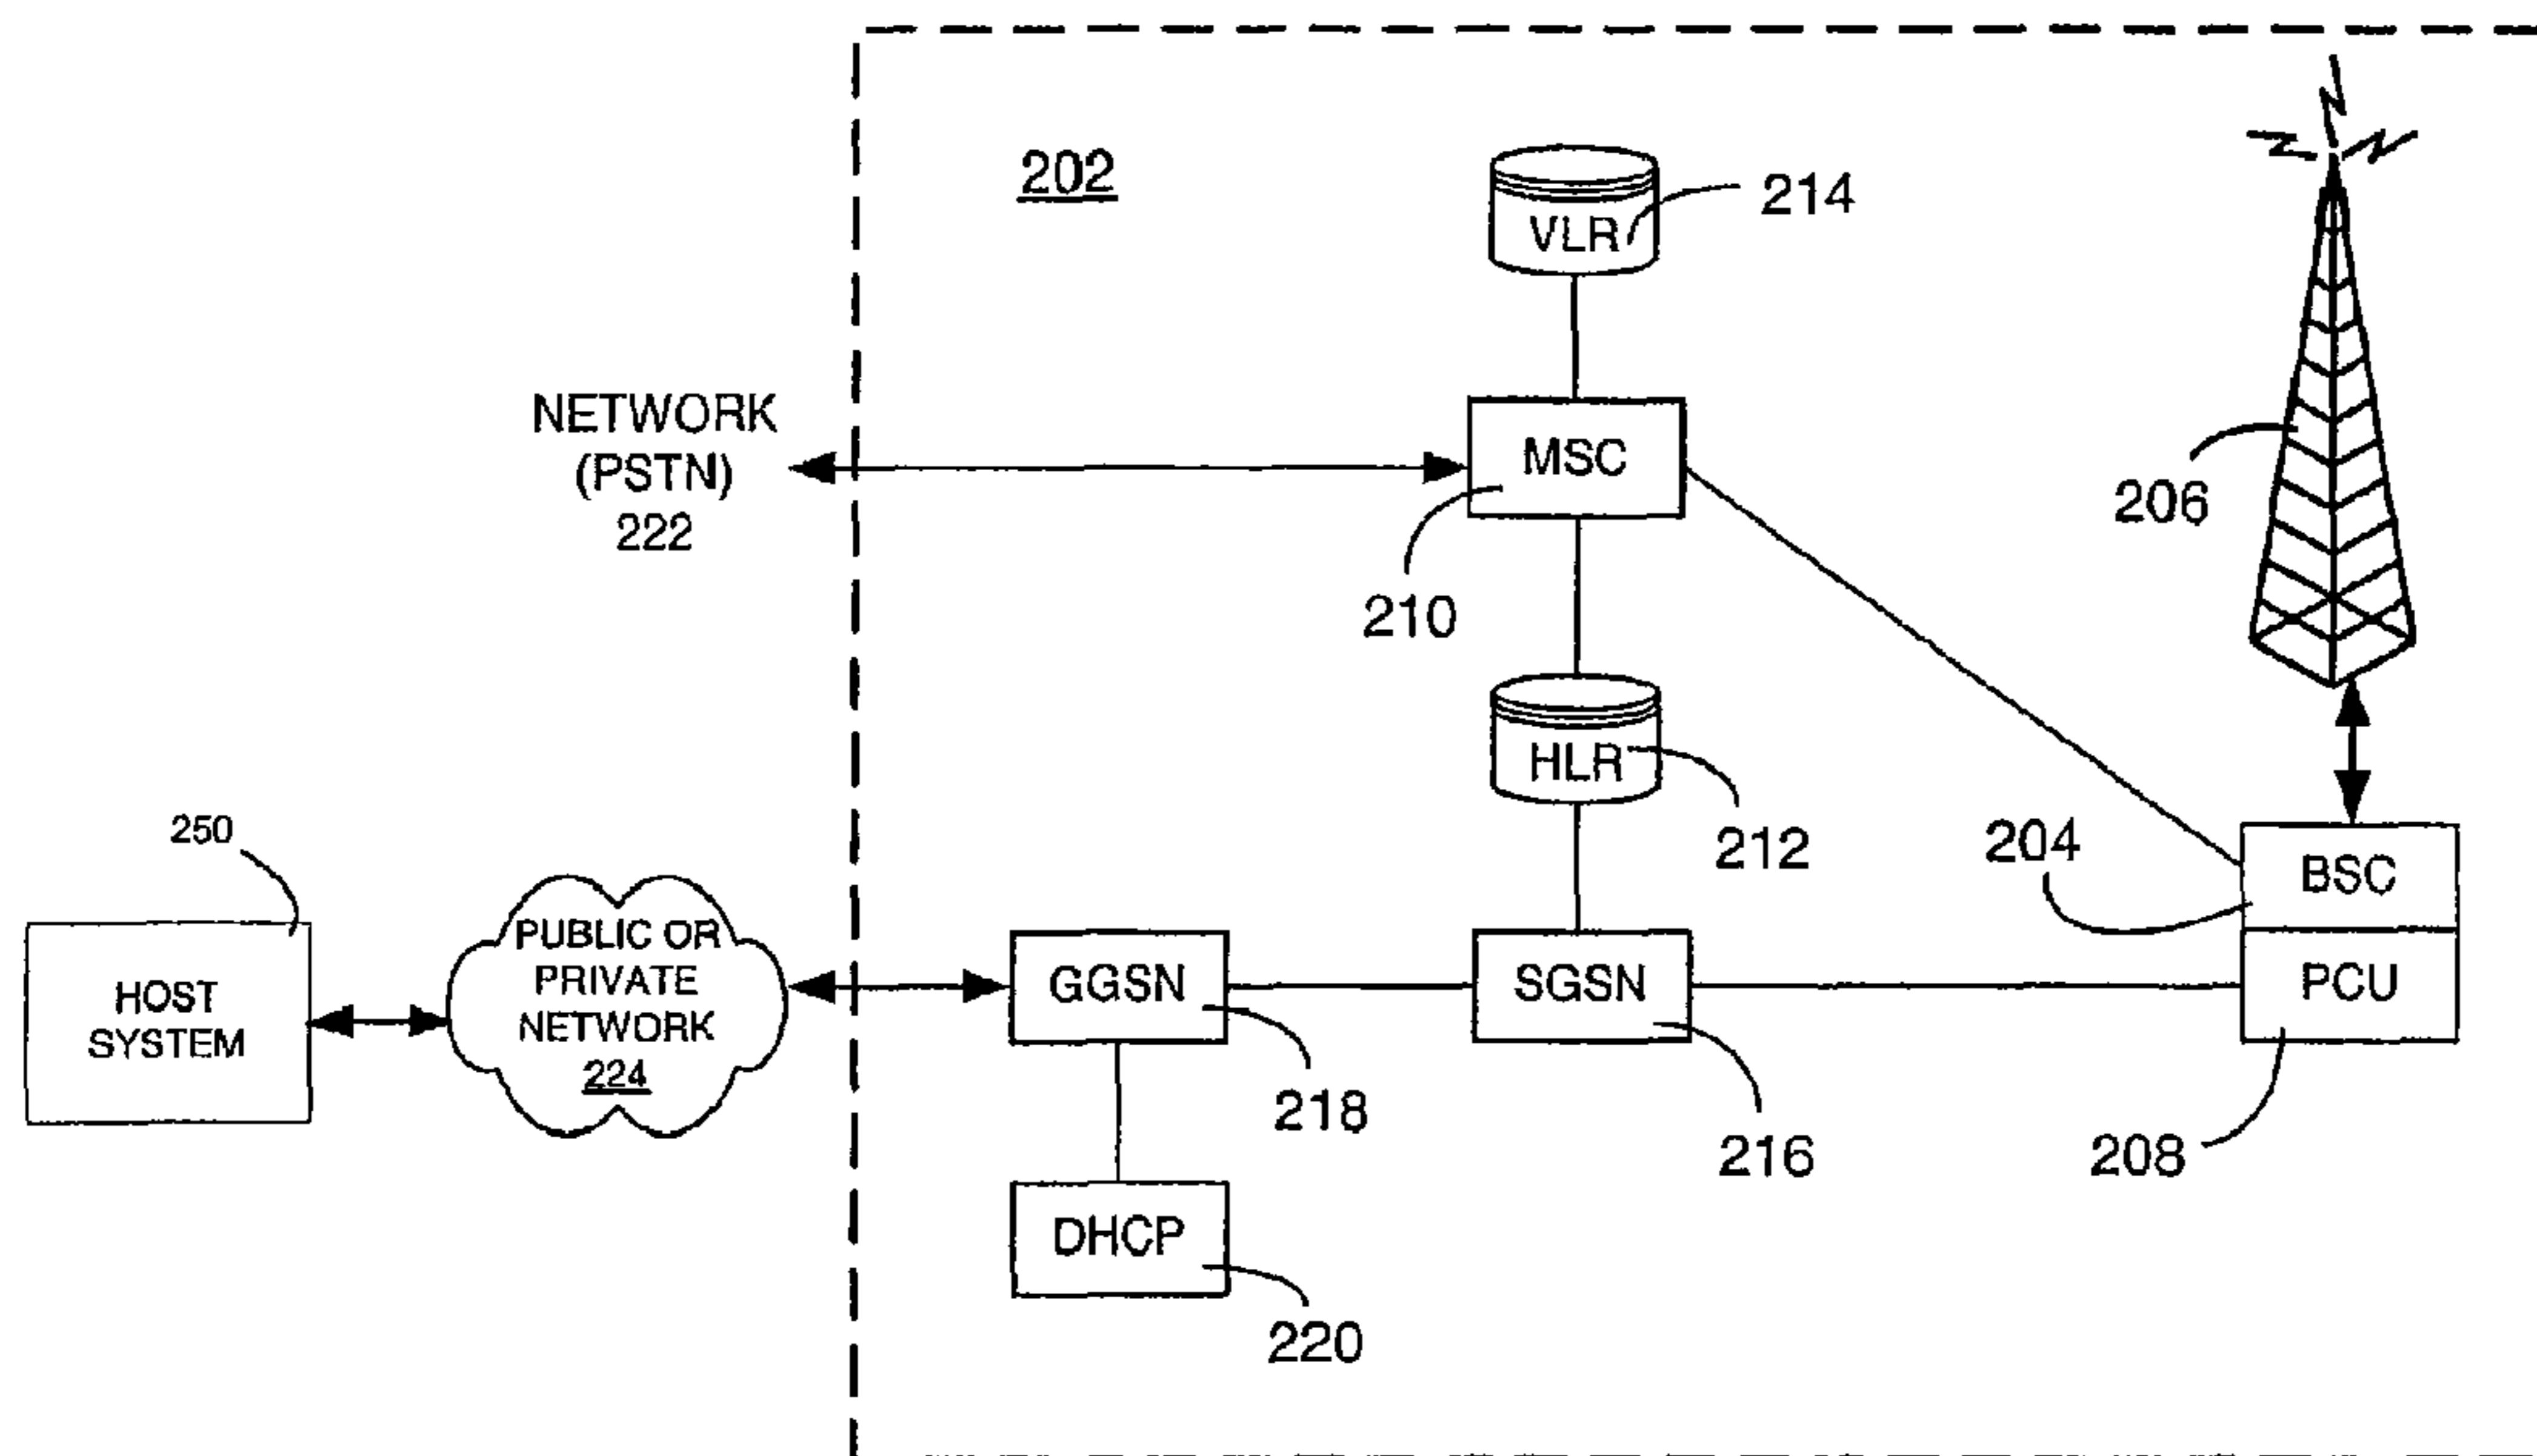 202
VLR
214
NETWORK
(PSTN)
222
MSC
210
206
HLR
212
250
HOST
SYSTEM
PUBLIC OR
PRIVATE
NETWORK
224
GGSN
218
SGSN
216
204
BSC
PCU
208
DHCP
220